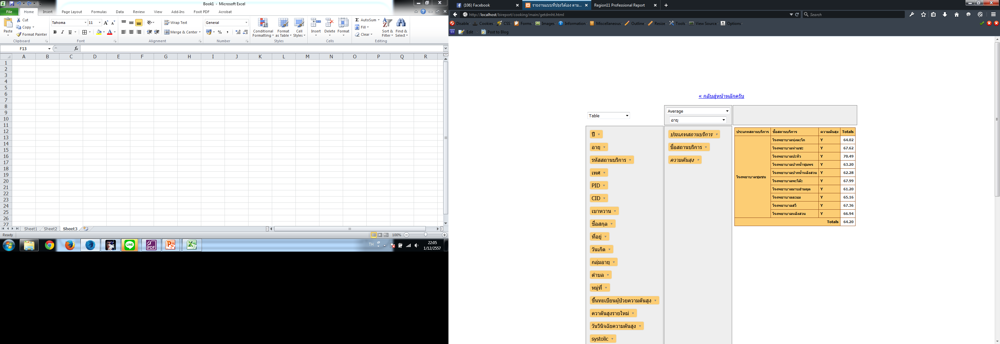 Book1 - Microsoft Excel
File Home Insert Page Layout Formulas Data Review View Add-Ins Foxit PDF Acrobat
Paste
Cut
Copy
Format Painter
Clipboard
Tahoma 11
B I U
Font
Wrap Text
Merge & Center
Alignment
General
Number
Conditional Formatting
Format as Table
Cell Styles
Styles
Insert Delete Format
Cells
Σ AutoSum
Fill
Clear
Sort & Filter
Find & Select
Editing
F13 fx
A B C D E F G H I J K L M N O P Q R
1
2
3
4
5
6
7
8
9
10
11
12
13
14
15
16
17
18
19
20
21
22
23
24
25
26
27
Sheet1 Sheet2 Sheet3
Ready 100%
LINE PDF TH 22:05
1/12/2557
(106) Facebook รายงานแบบที่ปรุงได้เอง ตาม... Region11 Professional Report
http://localhost/bireport/cooking/main/getdmht.html Search
Disable Cookies CSS Forms Images Information Miscellaneous Outline Resize Tools View Source Options
Ct Edit Post to Blog
« กลับสู่หน้าหลักครับ
Table
Average
อายุ
ปี
อายุ
รหัสสถานบริการ
เพศ
PID
CID
เบาหวาน
ชื่อสกุล
ที่อยู่
วันเกิด
กลุ่มอายุ
ตำบล
หมู่ที่
ขึ้นทะเบียนผู้ป่วยความดันสูง
ควาดันสูงรายใหม่
วันวินิจฉัยความดันสูง
systolic
ประเภทสถานบริการ
ชื่อสถานบริการ
ความดันสุง
ประเภทสถานบริการ ชื่อสถานบริการ ความดันสุง Totals
โรงพยาบาลชุมชน
โรงพยาบาลทุ่งตะโก Y 64.02
โรงพยาบาลท่าแซะ Y 67.62
โรงพยาบาลปะทิว Y 70.49
โรงพยาบาลปากน้ำชุมพร Y 63.20
โรงพยาบาลปากน้ำหลังสวน Y 62.28
โรงพยาบาลพะโต๊ะ Y 67.99
โรงพยาบาลมาบอำมฤต Y 61.20
โรงพยาบาลละแม Y 65.16
โรงพยาบาลสวี Y 67.36
โรงพยาบาลหลังสวน Y 66.94
Totals 64.20